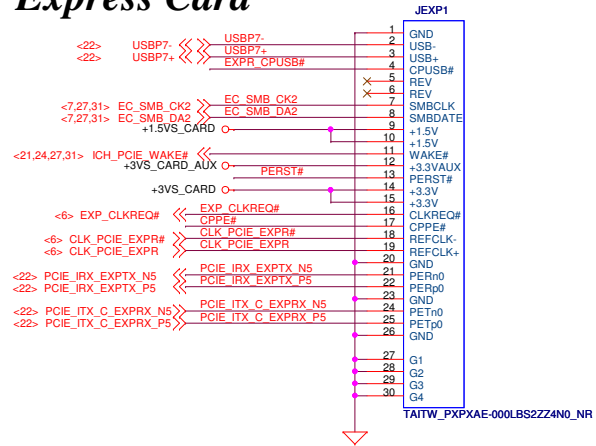 Express Card
JEXP1
1 GND
<22> USBP7- USBP7- 2 USB-
<22> USBP7+ USBP7+ 3 USB+
EXPR_CPUSB# 4 CPUSB#
5 REV
6 REV
<7,27,31> EC_SMB_CK2 EC_SMB_CK2 7 SMBCLK
<7,27,31> EC_SMB_DA2 EC_SMB_DA2 8 SMBDATE
+1.5VS_CARD 9 +1.5V
10 +1.5V
<21,24,27,31> ICH_PCIE_WAKE# 11 WAKE#
+3VS_CARD_AUX 12 +3.3VAUX
PERST# 13 PERST#
+3VS_CARD 14 +3.3V
15 +3.3V
<6> EXP_CLKREQ# EXP_CLKREQ# 16 CLKREQ#
CPPE# 17 CPPE#
<6> CLK_PCIE_EXPR# CLK_PCIE_EXPR# 18 REFCLK-
<6> CLK_PCIE_EXPR CLK_PCIE_EXPR 19 REFCLK+
20 GND
<22> PCIE_IRX_EXPTX_N5 PCIE_IRX_EXPTX_N5 21 PERn0
<22> PCIE_IRX_EXPTX_P5 PCIE_IRX_EXPTX_P5 22 PERp0
23 GND
<22> PCIE_ITX_C_EXPRX_N5 PCIE_ITX_C_EXPRX_N5 24 PETn0
<22> PCIE_ITX_C_EXPRX_P5 PCIE_ITX_C_EXPRX_P5 25 PETp0
26 GND
27 G1
28 G2
29 G3
30 G4
TAITW_PXPXAE-000LBS2ZZ4N0_NR